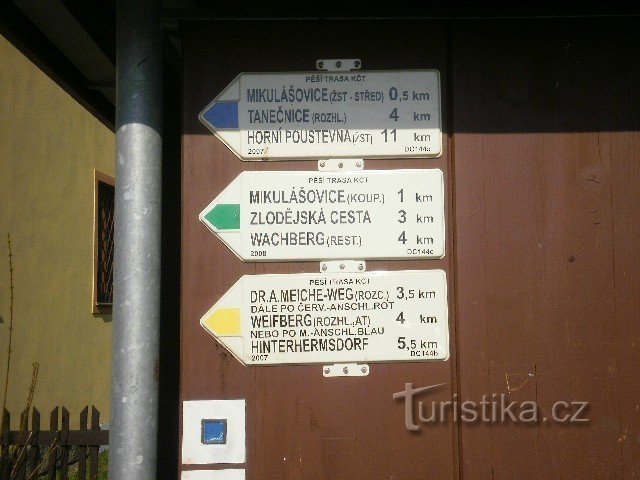 PĚŠÍ TRASA KČT
MIKULÁŠOVICE (ŽST - STŘED) 0,5 km
TANEČNICE (ROZHL.) 4 km
HORNÍ POUSTEVNA (ŽST) 11 km
2007 DC144c
PĚŠÍ TRASA KČT
MIKULÁŠOVICE (KOUP.) 1 km
ZLODĚJSKÁ CESTA 3 km
WACHBERG (REST.) 4 km
2008 DC144c
PĚŠÍ TRASA KČT
DR.A.MEICHE-WEG (ROZC.) 3,5 km
DÁLE PO ČERV.-ANSCHL.ROT
WEIFBERG (ROZHL.,AT) 4 km
NEBO PO M.-ANSCHL.BLAU
HINTERHERMSDORF 5,5 km
2007 DC144b
Turistika.cz